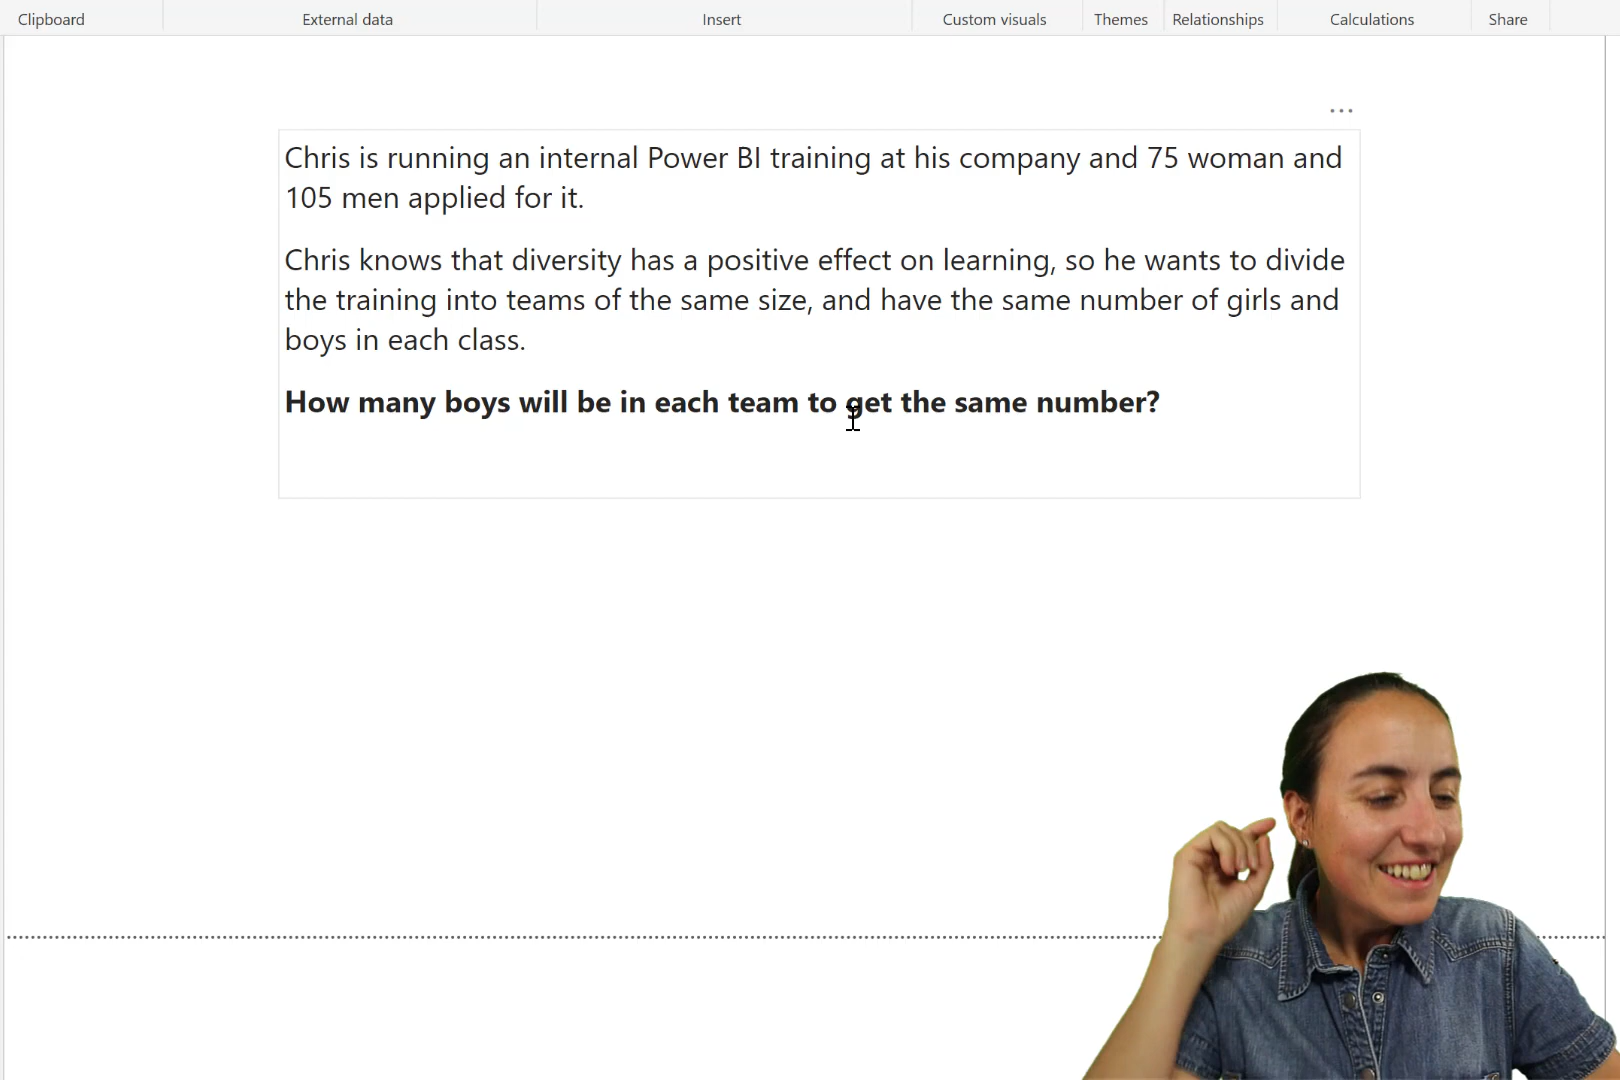 Clipboard
External data
Insert
Custom visuals
Themes
Relationships
Calculations
Share
Chris is running an internal Power BI training at his company and 75 woman and
105 men applied for it.
Chris knows that diversity has a positive effect on learning, so he wants to divide
the training into teams of the same size, and have the same number of girls and
boys in each class.
How many boys will be in each team to get the same number?